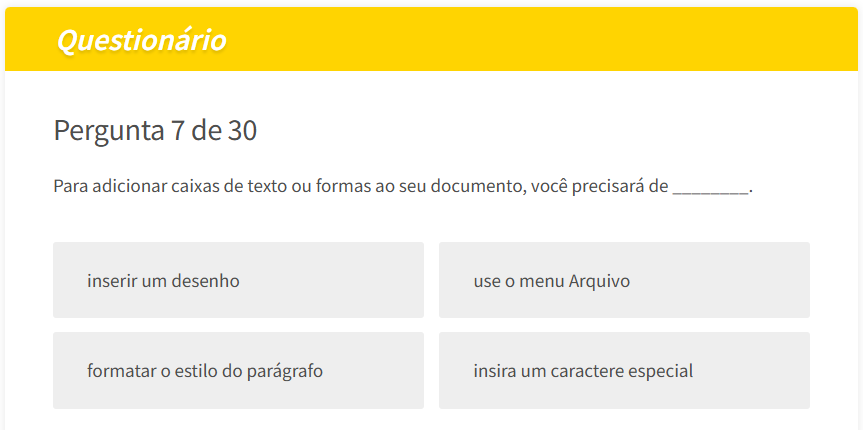 Questionário
Pergunta 7 de 30
Para adicionar caixas de texto ou formas ao seu documento, você precisará de ________.
inserir um desenho
use o menu Arquivo
formatar o estilo do parágrafo
insira um caractere especial